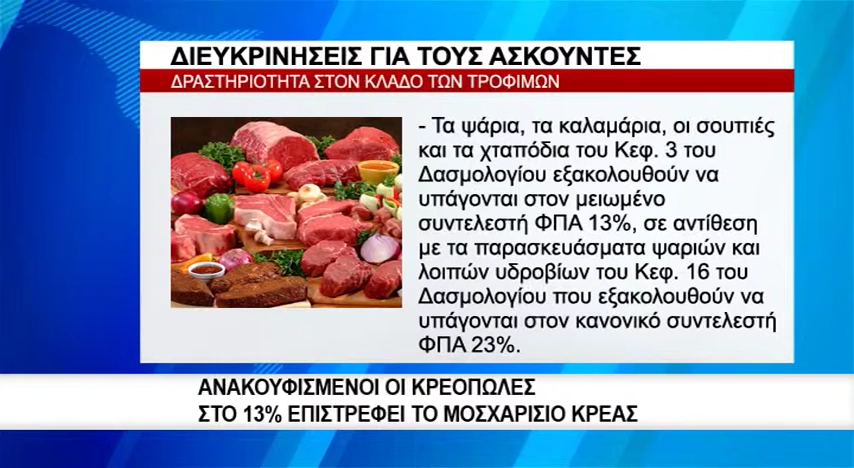 ΔΙΕΥΚΡΙΝΗΣΕΙΣ ΓΙΑ ΤΟΥΣ ΑΣΚΟΥΝΤΕΣ
ΔΡΑΣΤΗΡΙΟΤΗΤΑ ΣΤΟΝ ΚΛΑΔΟ ΤΩΝ ΤΡΟΦΙΜΩΝ
- Τα ψάρια, τα καλαμάρια, οι σουπιές
και τα χταπόδια του Κεφ. 3 του
Δασμολογίου εξακολουθούν να
υπάγονται στον μειωμένο
συντελεστή ΦΠΑ 13%, σε αντίθεση
με τα παρασκευάσματα ψαριών και
λοιπών υδροβίων του Κεφ. 16 του
Δασμολογίου που εξακολουθούν να
υπάγονται στον κανονικό συντελεστή
ΦΠΑ 23%.
ΑΝΑΚΟΥΦΙΣΜΕΝΟΙ ΟΙ ΚΡΕΟΠΩΛΕΣ
ΣΤΟ 13% ΕΠΙΣΤΡΕΦΕΙ ΤΟ ΜΟΣΧΑΡΙΣΙΟ ΚΡΕΑΣ